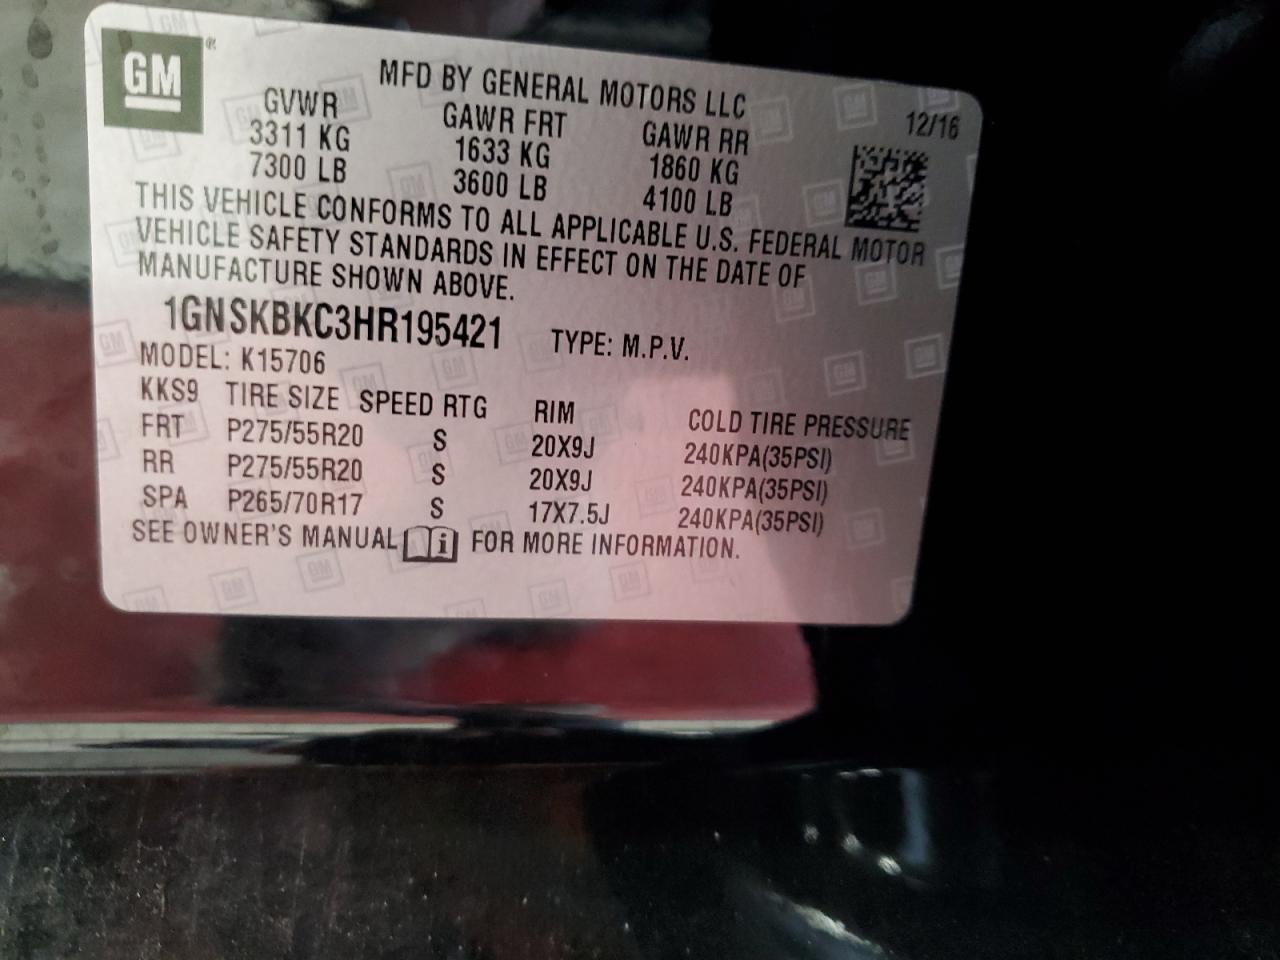 GM ®
MFD BY GENERAL MOTORS LLC
12/16
GVWR GAWR FRT GAWR RR
3311 KG 1633 KG 1860 KG
7300 LB 3600 LB 4100 LB
THIS VEHICLE CONFORMS TO ALL APPLICABLE U.S. FEDERAL MOTOR
VEHICLE SAFETY STANDARDS IN EFFECT ON THE DATE OF
MANUFACTURE SHOWN ABOVE.
1GNSKBKC3HR195421 TYPE: M.P.V.
MODEL: K15706
KKS9 TIRE SIZE SPEED RTG RIM COLD TIRE PRESSURE
FRT P275/55R20 S 20X9J 240KPA(35PSI)
RR P275/55R20 S 20X9J 240KPA(35PSI)
SPA P265/70R17 S 17X7.5J 240KPA(35PSI)
SEE OWNER'S MANUAL i FOR MORE INFORMATION.